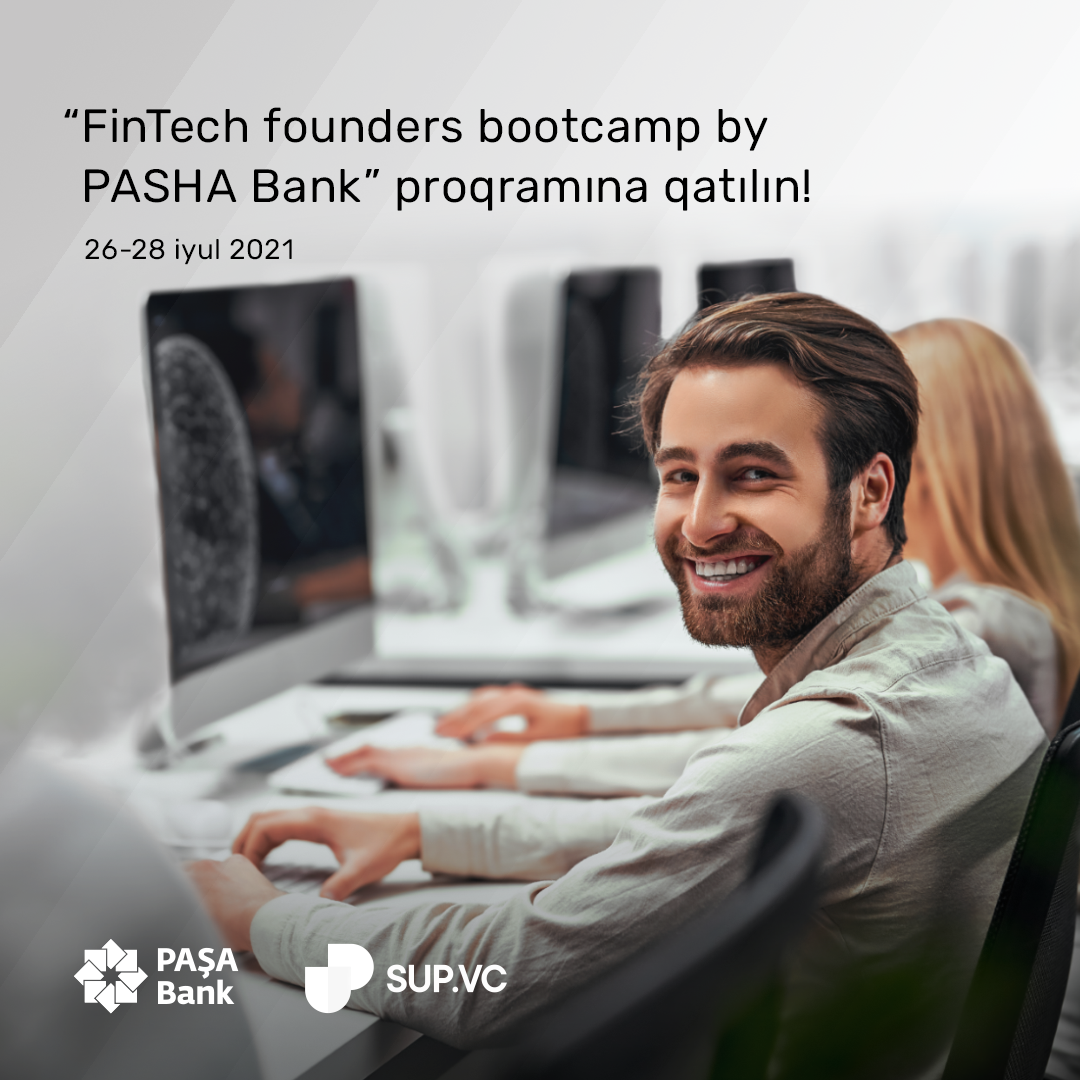 “FinTech founders bootcamp by
PASHA Bank” proqramına qatılın!
26-28 iyul 2021
PAŞA
Bank
SUP.VC